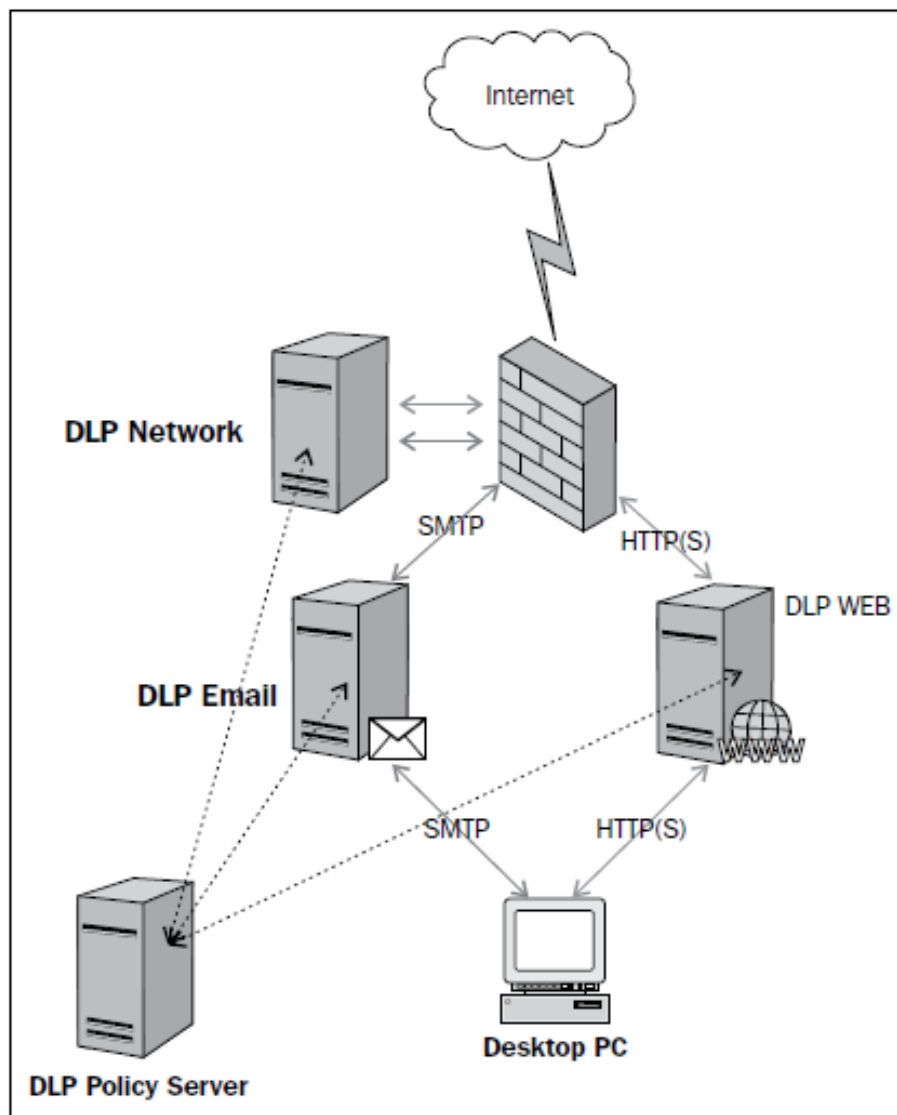 Internet
DLP Network
SMTP
HTTP(S)
DLP WEB
DLP Email
WWW
SMTP
HTTP(S)
Desktop PC
DLP Policy Server